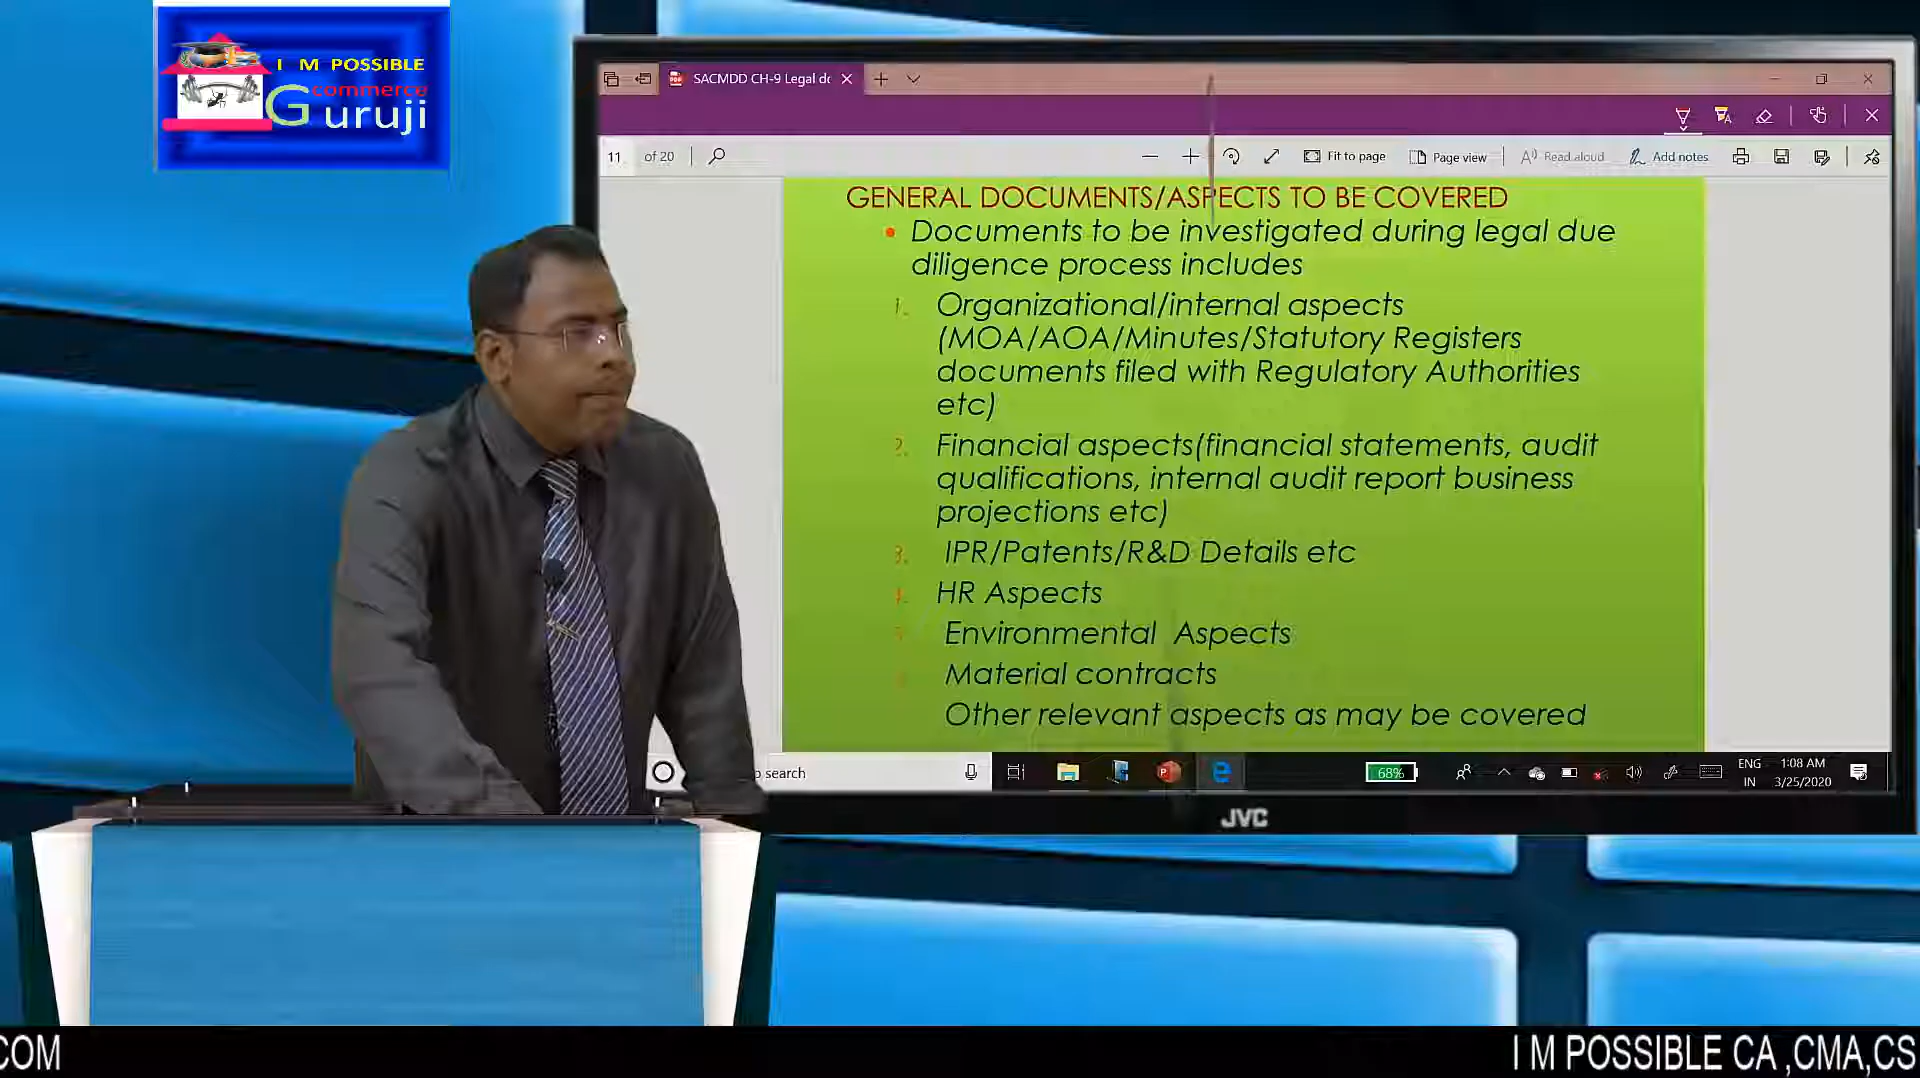 I M POSSIBLE
commerce
Guruji
SACMDD CH-9 Legal dc
11 of 20
Fit to page
Page view
Read aloud
Add notes
GENERAL DOCUMENTS/ASPECTS TO BE COVERED
• Documents to be investigated during legal due
diligence process includes
1. Organizational/internal aspects
(MOA/AOA/Minutes/Statutory Registers
documents filed with Regulatory Authorities
etc)
2. Financial aspects(financial statements, audit
qualifications, internal audit report business
projections etc)
3. IPR/Patents/R&D Details etc
4. HR Aspects
Environmental Aspects
Material contracts
Other relevant aspects as may be covered
search
68%
ENG
IN
1:08 AM
3/25/2020
JVC
COM
I M POSSIBLE CA ,CMA,CS